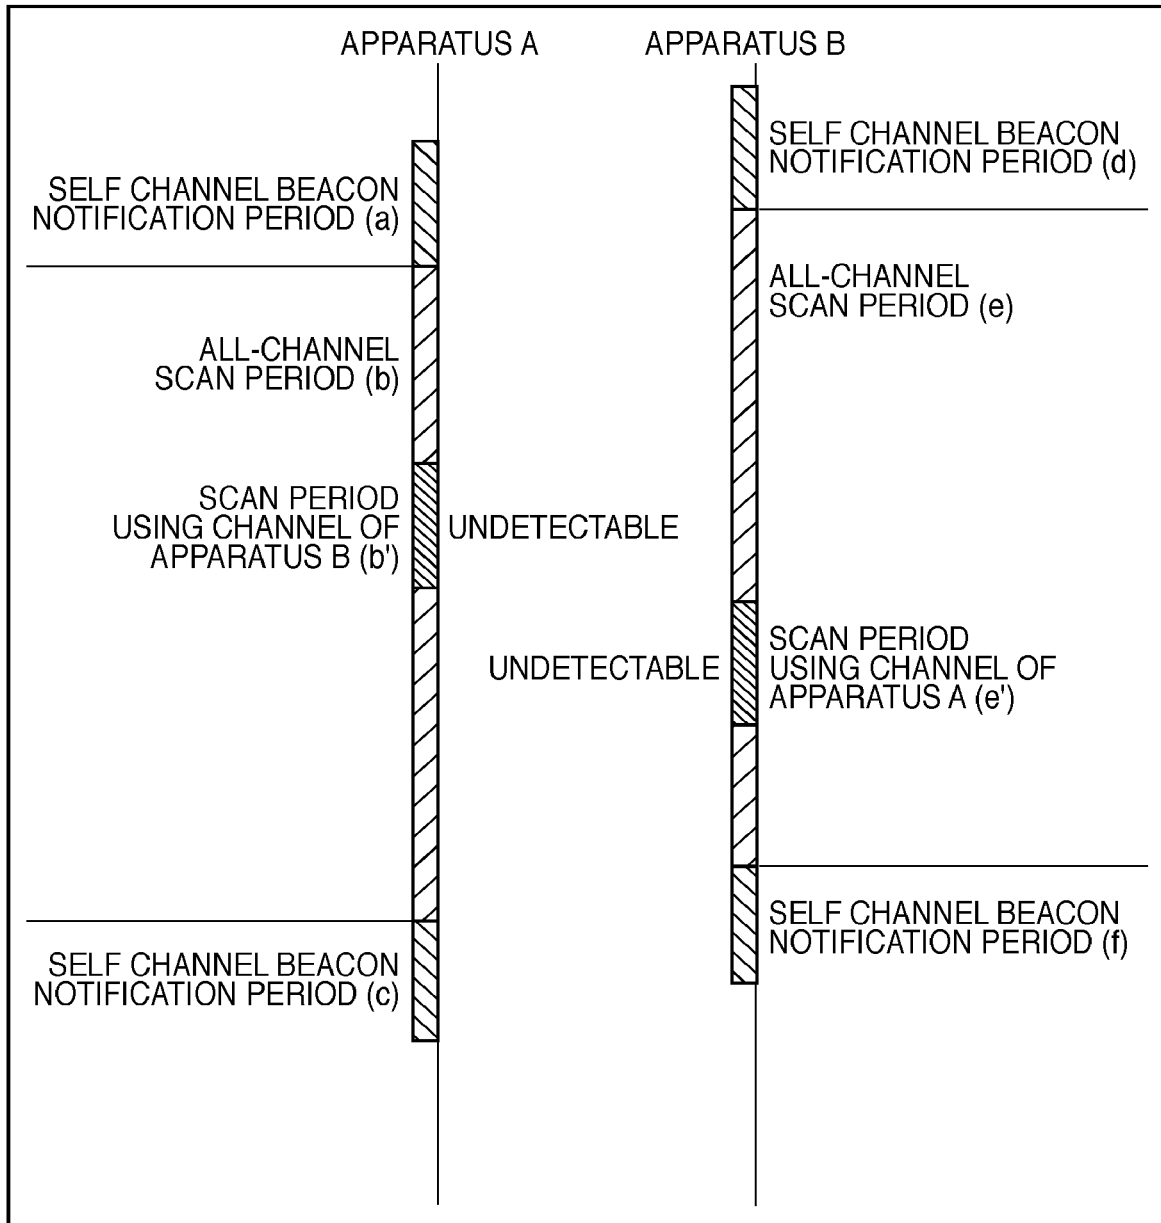 APPARATUS A
APPARATUS B
SELF CHANNEL BEACON
NOTIFICATION PERIOD (d)
SELF CHANNEL BEACON
NOTIFICATION PERIOD (a)
ALL-CHANNEL
SCAN PERIOD (e)
ALL-CHANNEL
SCAN PERIOD (b)
SCAN PERIOD
USING CHANNEL OF
APPARATUS B (b')
UNDETECTABLE
UNDETECTABLE
SCAN PERIOD
USING CHANNEL OF
APPARATUS A (e')
SELF CHANNEL BEACON
NOTIFICATION PERIOD (f)
SELF CHANNEL BEACON
NOTIFICATION PERIOD (c)